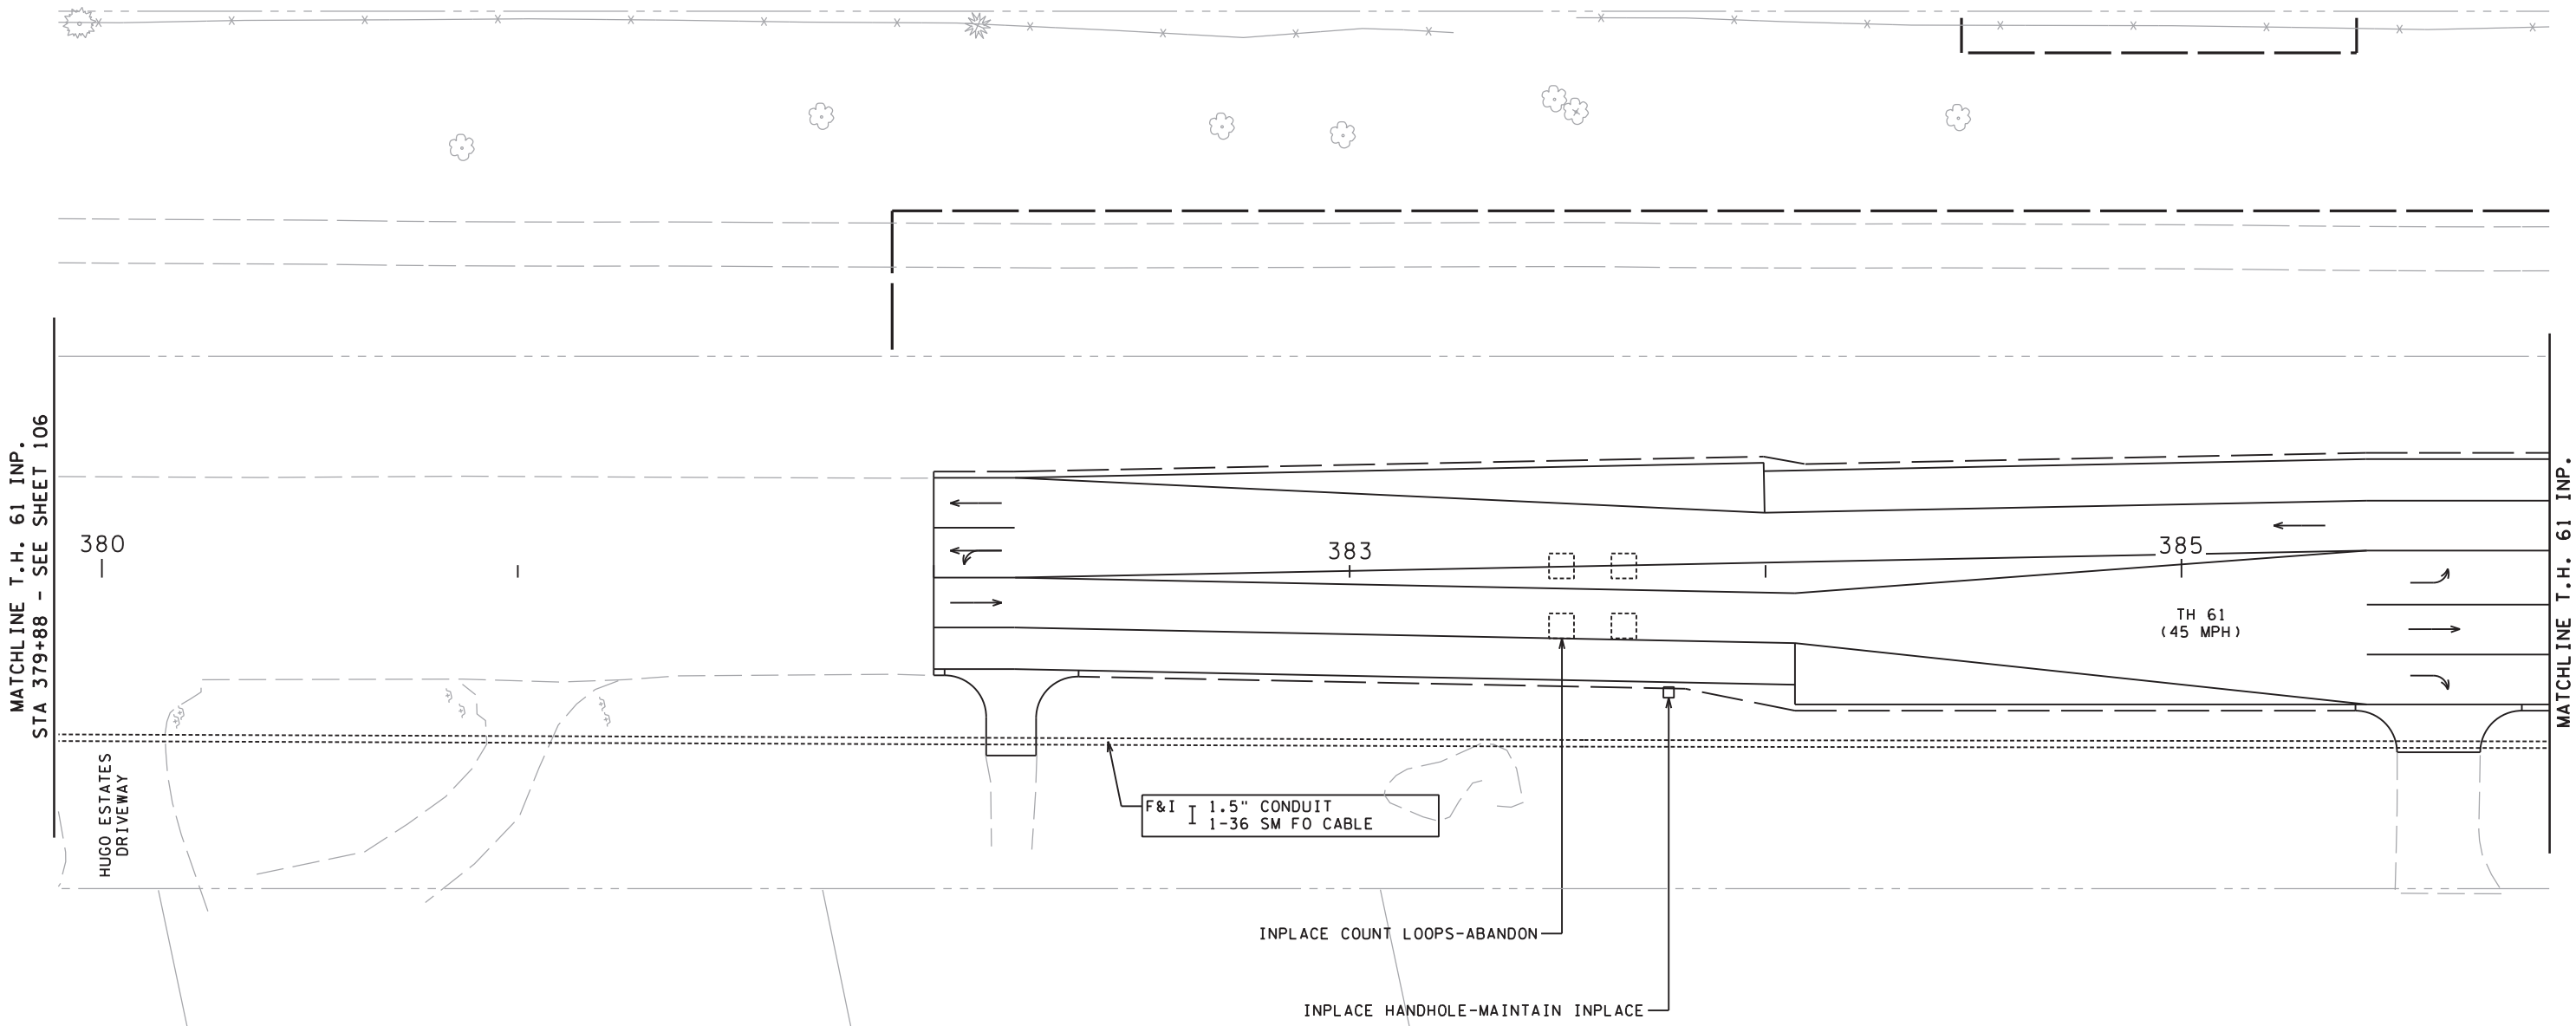 MATCHLINE T.H. 61 INP.
STA 379+88 - SEE SHEET 106
380
383
385
TH 61
(45 MPH)
MATCHLINE T.H. 61 INP.
HUGO ESTATES
DRIVEWAY
F&I I 1.5" CONDUIT
1-36 SM FO CABLE
INPLACE COUNT LOOPS-ABANDON
INPLACE HANDHOLE-MAINTAIN INPLACE